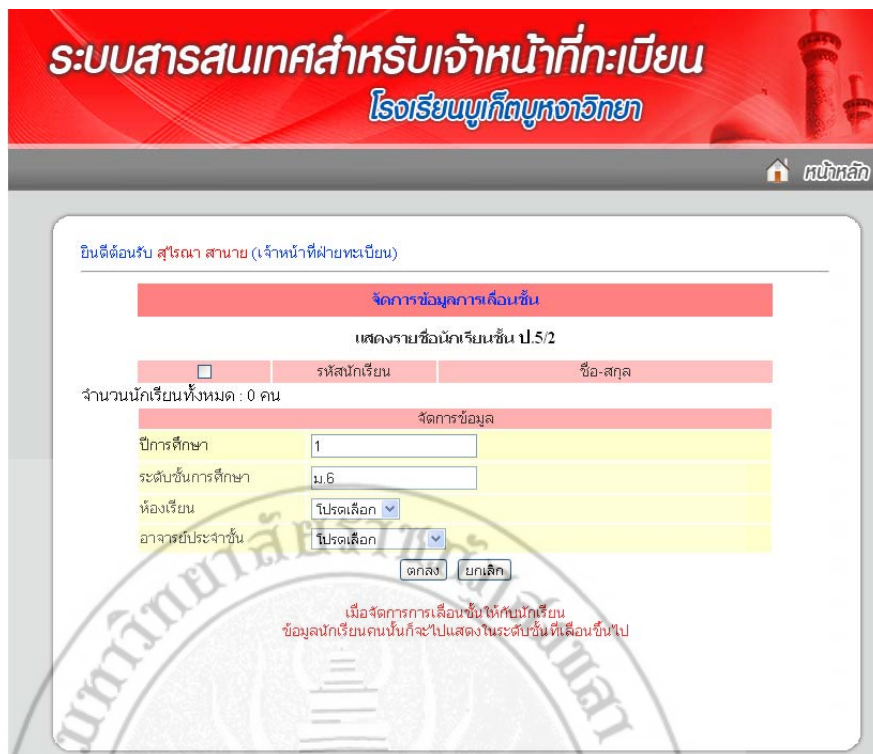 ระบบสารสนเทศสำหรับเจ้าหน้าที่ทะเบียน
โรงเรียนบูเก็ตบูหงาวิทยา
หน้าหลัก
ยินดีต้อนรับ สุไรณา สานาย (เจ้าหน้าที่ฝ่ายทะเบียน)
จัดการข้อมูลการเลื่อนชั้น
แสดงรายชื่อนักเรียนชั้น ป.5/2
รหัสนักเรียน ชื่อ-สกุล
จำนวนนักเรียนทั้งหมด : 0 คน
จัดการข้อมูล
ปีการศึกษา 1
ระดับชั้นการศึกษา ม.6
ห้องเรียน โปรดเลือก
อาจารย์ประจำชั้น โปรดเลือก
ตกลง ยกเลิก
เมื่อจัดการการเลื่อนชั้นให้กับนักเรียน
ข้อมูลนักเรียนคนนั้นก็จะไปแสดงในระดับชั้นที่เลื่อนขึ้นไป